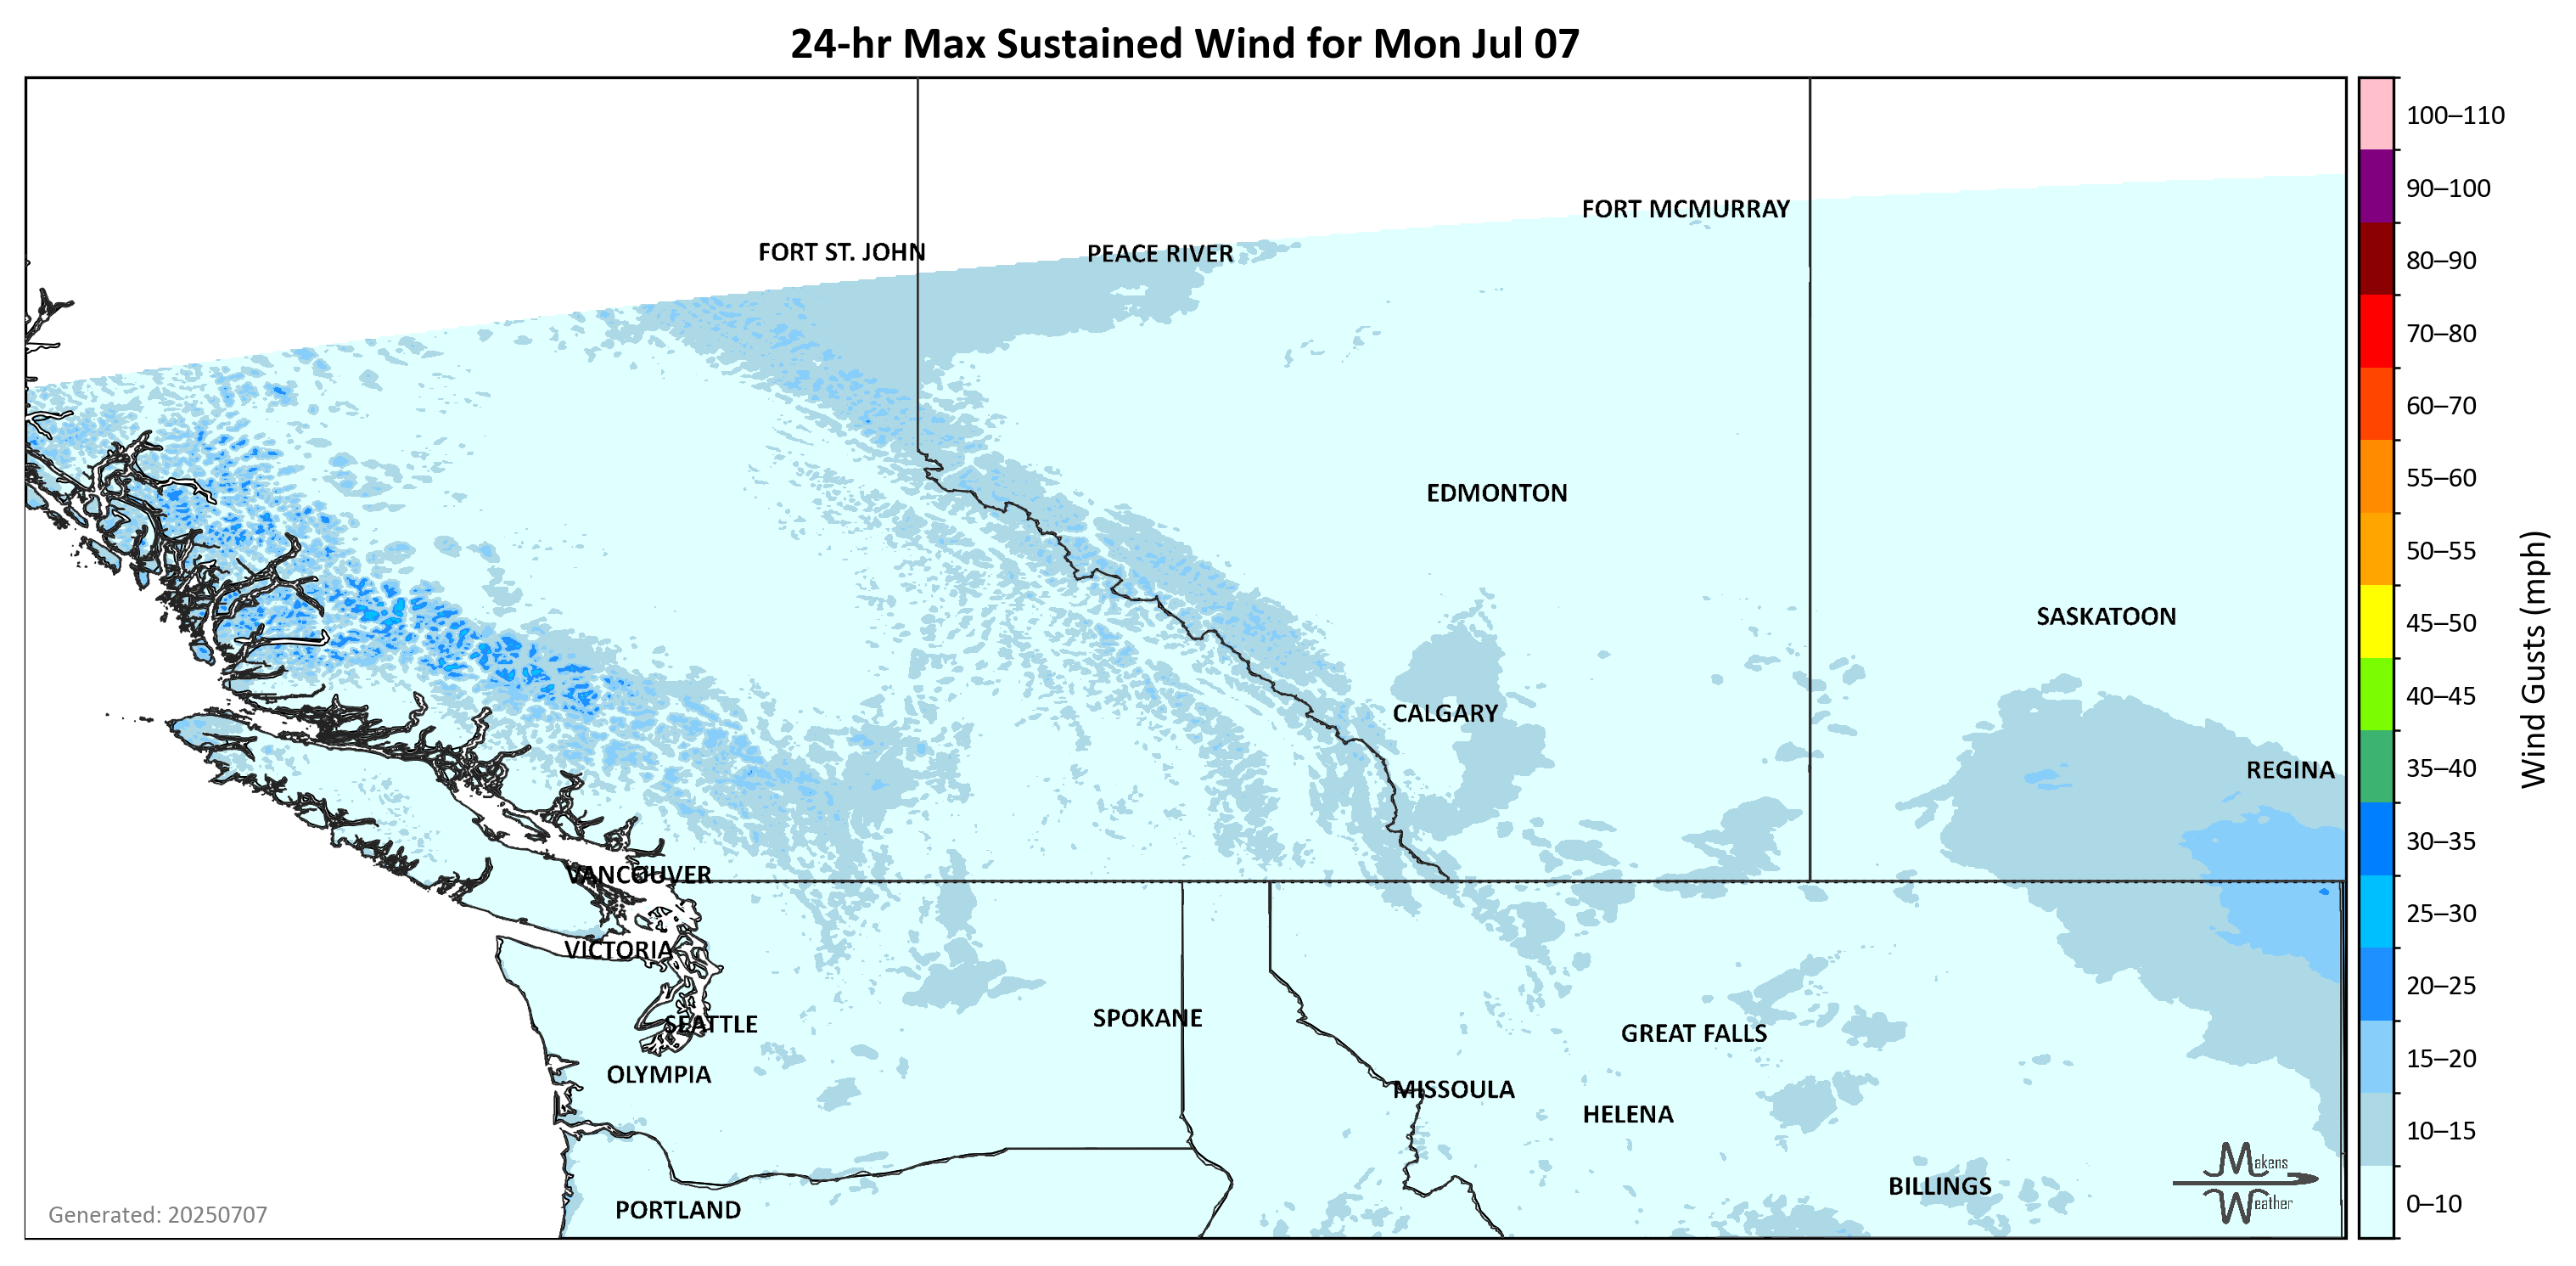 24-hr Max Sustained Wind for Mon Jul 07
100–110
90–100
80–90
70–80
60–70
55–60
50–55
45–50
40–45
35–40
30–35
25–30
20–25
15–20
10–15
0–10
Wind Gusts (mph)
FORT MCMURRAY
FORT ST. JOHN
PEACE RIVER
EDMONTON
SASKATOON
CALGARY
REGINA
VANCOUVER
VICTORIA
SEATTLE
SPOKANE
GREAT FALLS
OLYMPIA
MISSOULA
HELENA
BILLINGS
PORTLAND
Makens
Weather
Generated: 20250707